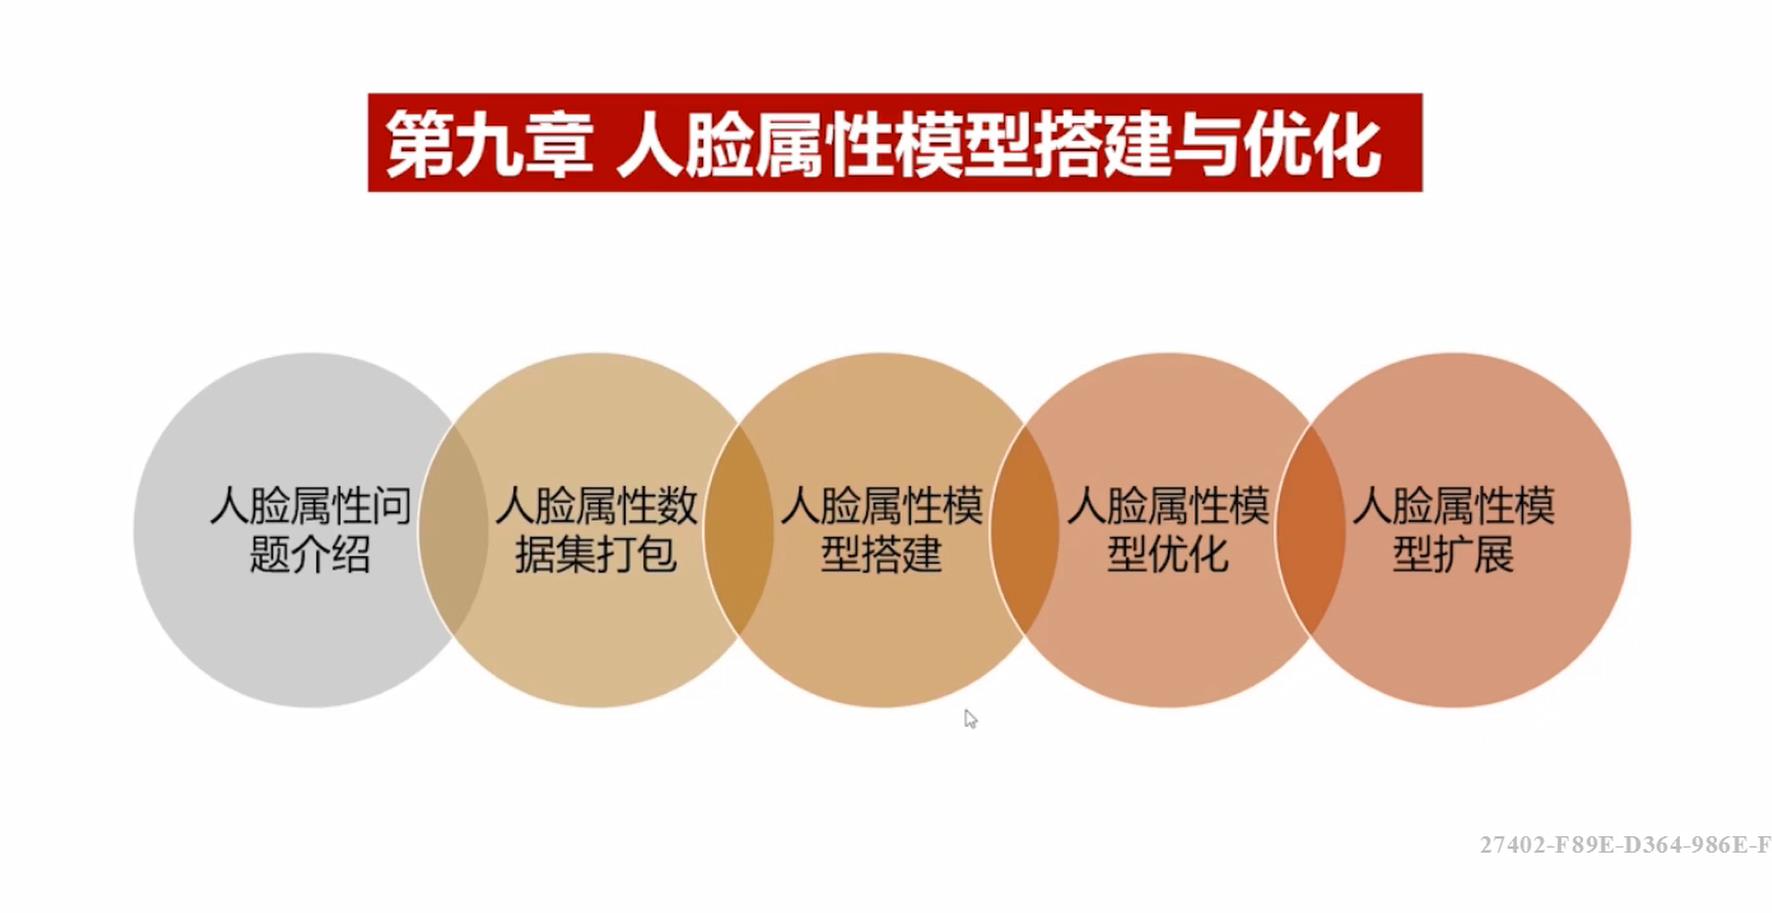 第九章 人脸属性模型搭建与优化
人脸属性问
题介绍
人脸属性数
据集打包
人脸属性模
型搭建
人脸属性模
型优化
人脸属性模
型扩展
27402-F89E-D364-986E-F